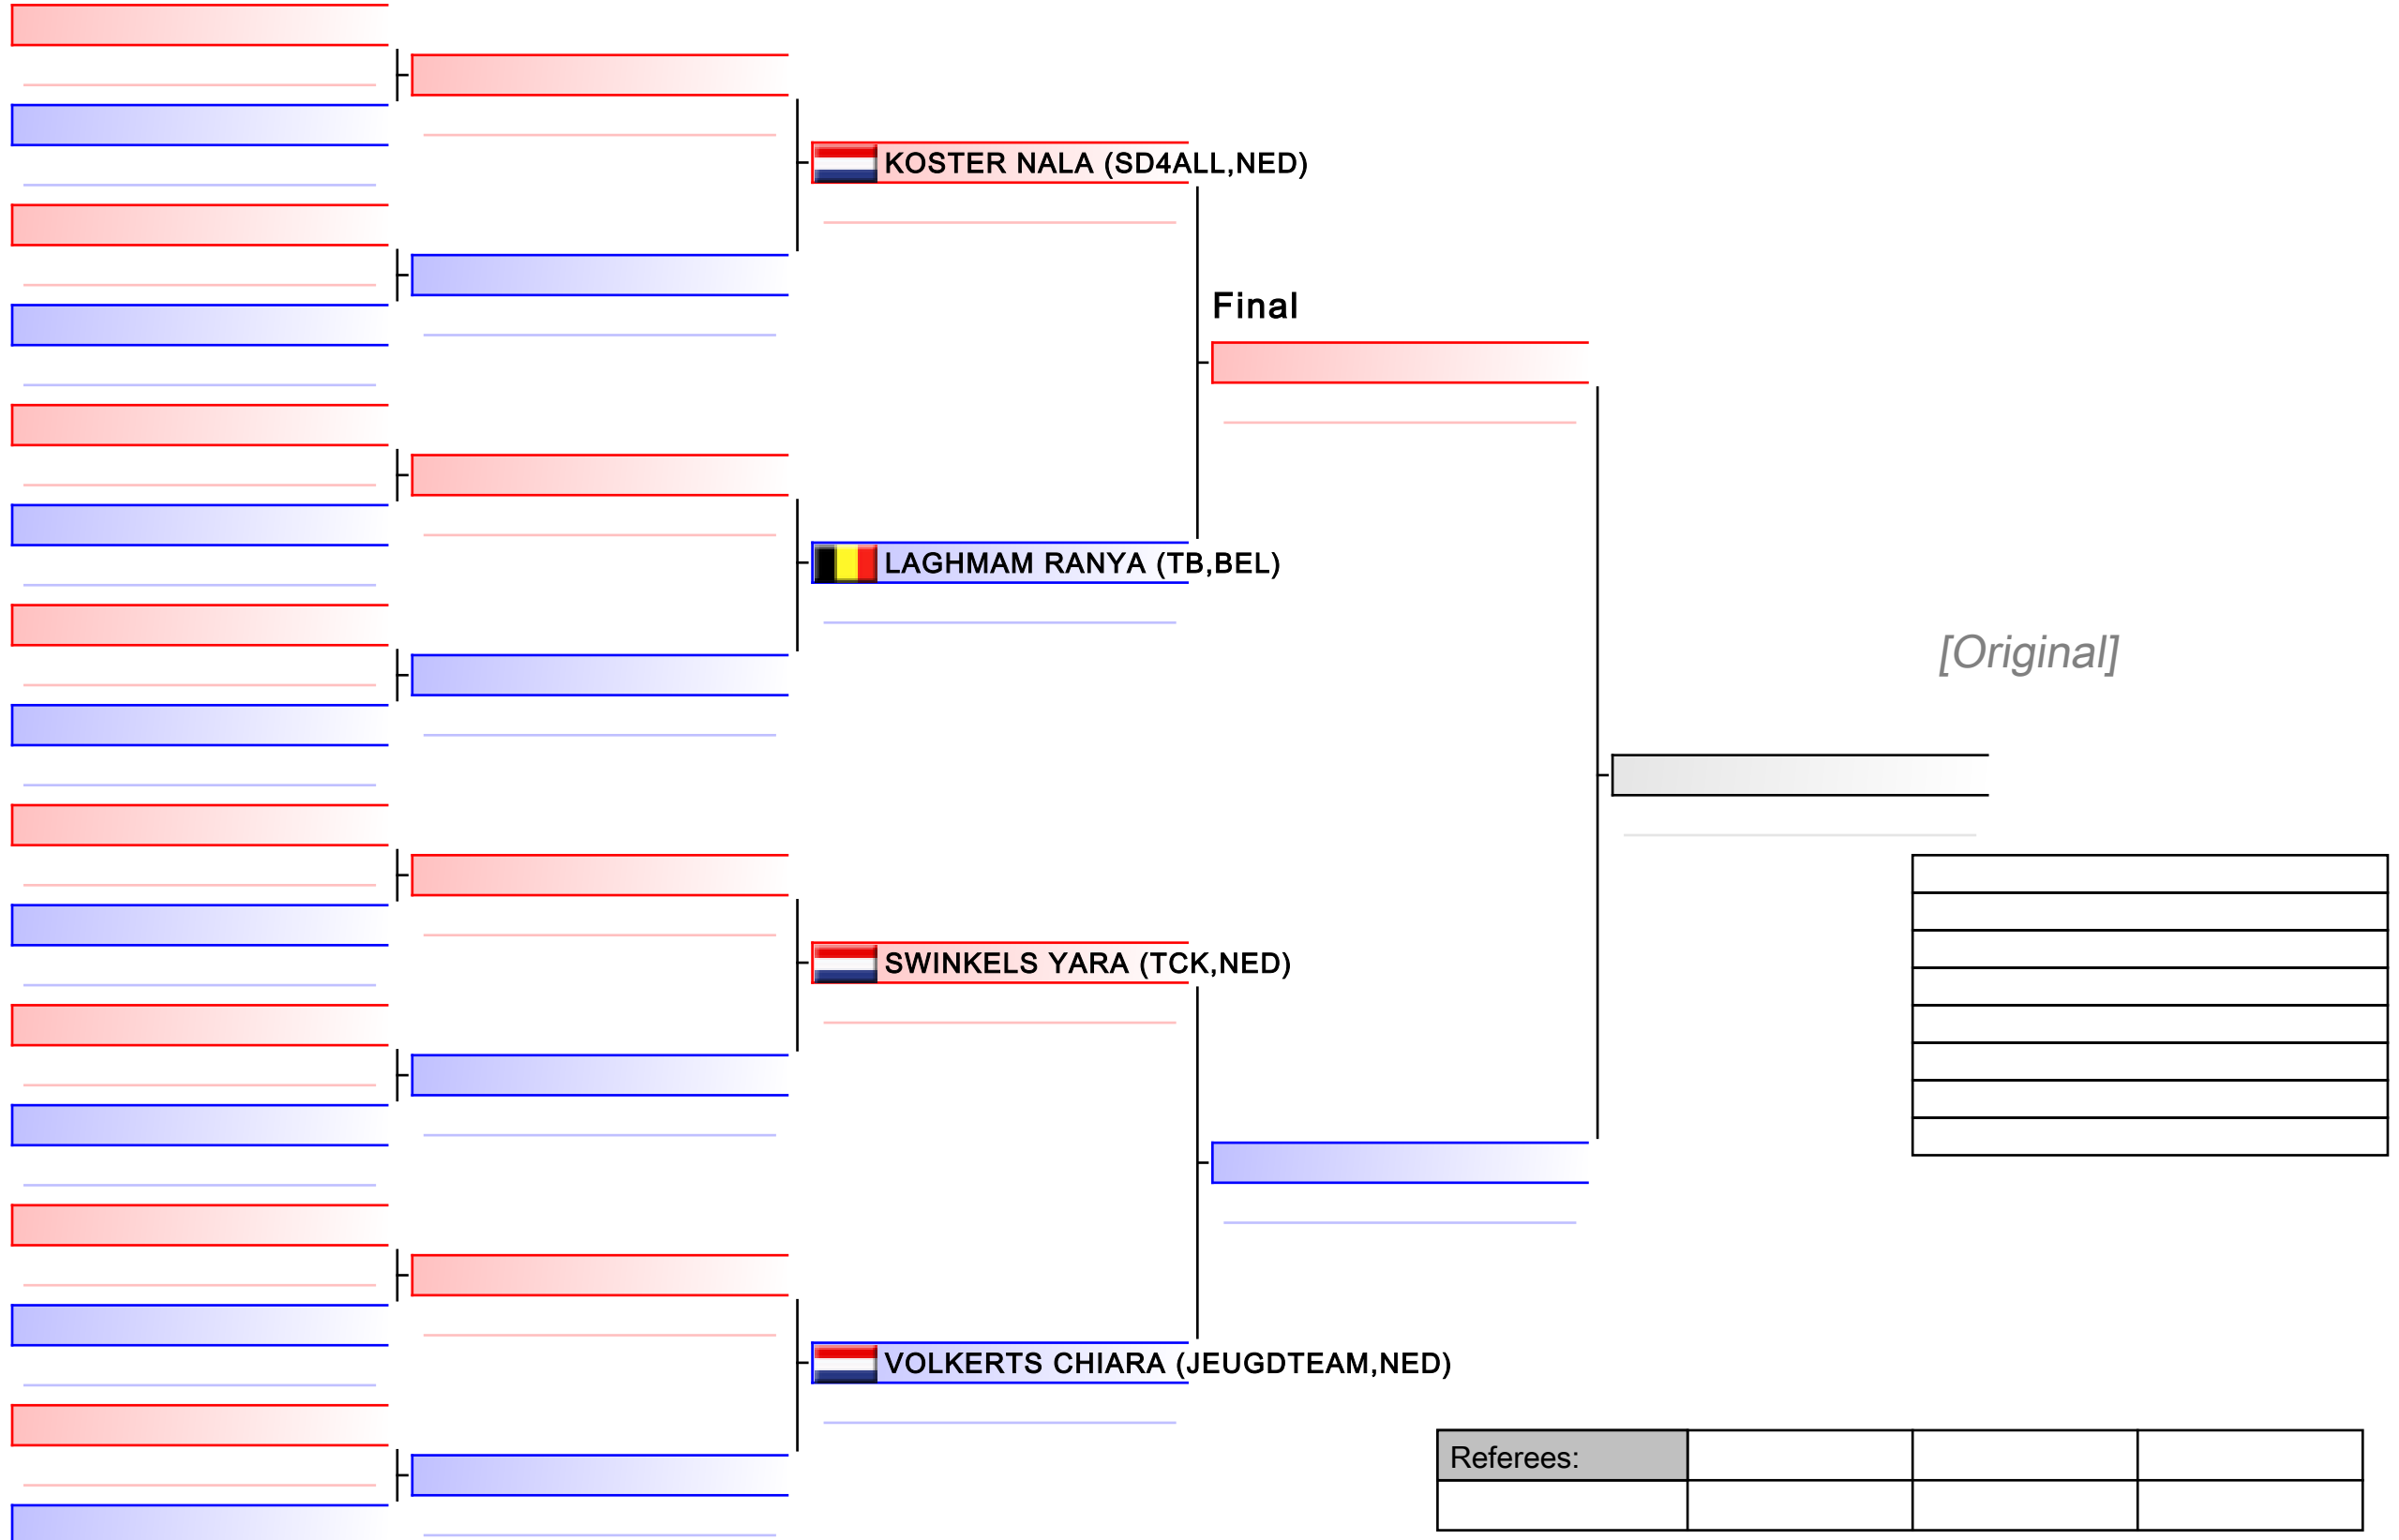 KOSTER NALA (SD4ALL,NED)
Final
LAGHMAM RANYA (TB,BEL)
[Original]
SWINKELS YARA (TCK,NED)
VOLKERTS CHIARA (JEUGDTEAM,NED)
Referees: